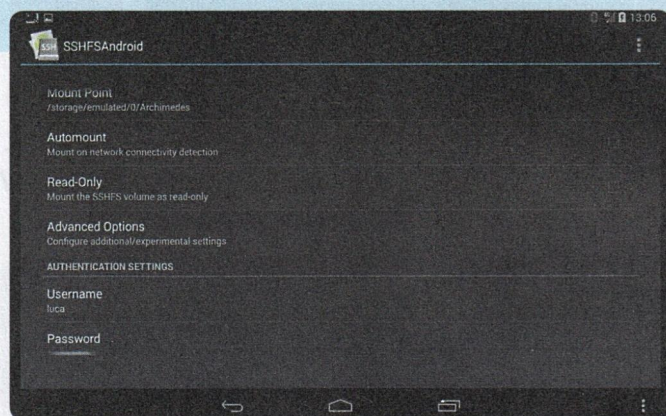 13:06
SSH
SSHFSAndroid
Mount Point
/storage/emulated/0/Archimedes
Automount
Mount on network connectivity detection
Read-Only
Mount the SSHFS volume as read-only
Advanced Options
Configure additional/experimental settings
AUTHENTICATION SETTINGS
Username
luca
Password